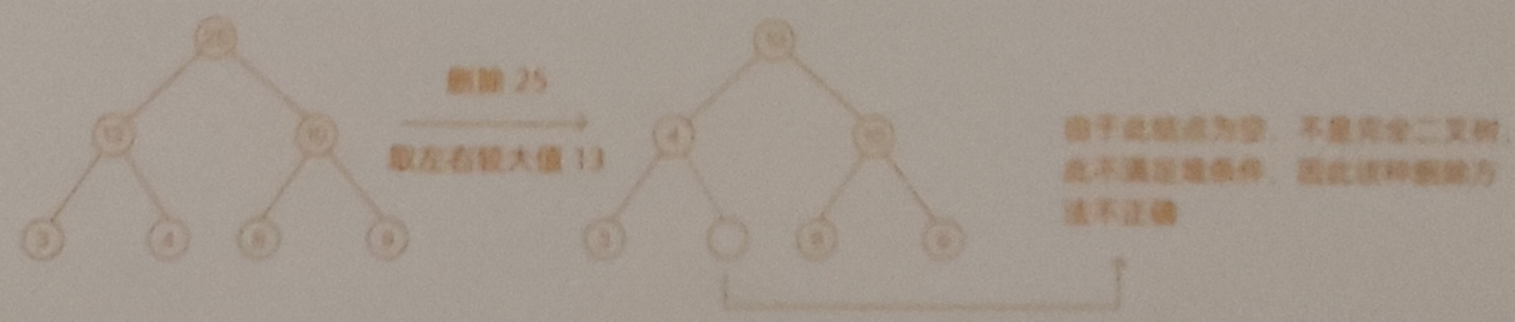 25
13
10
3
4
8
9
删除 25
取左右较大值 13
13
4
10
3
8
9
由于此结点为空，不是完全二叉树，
此不满足堆条件，因此这种删除方
法不正确